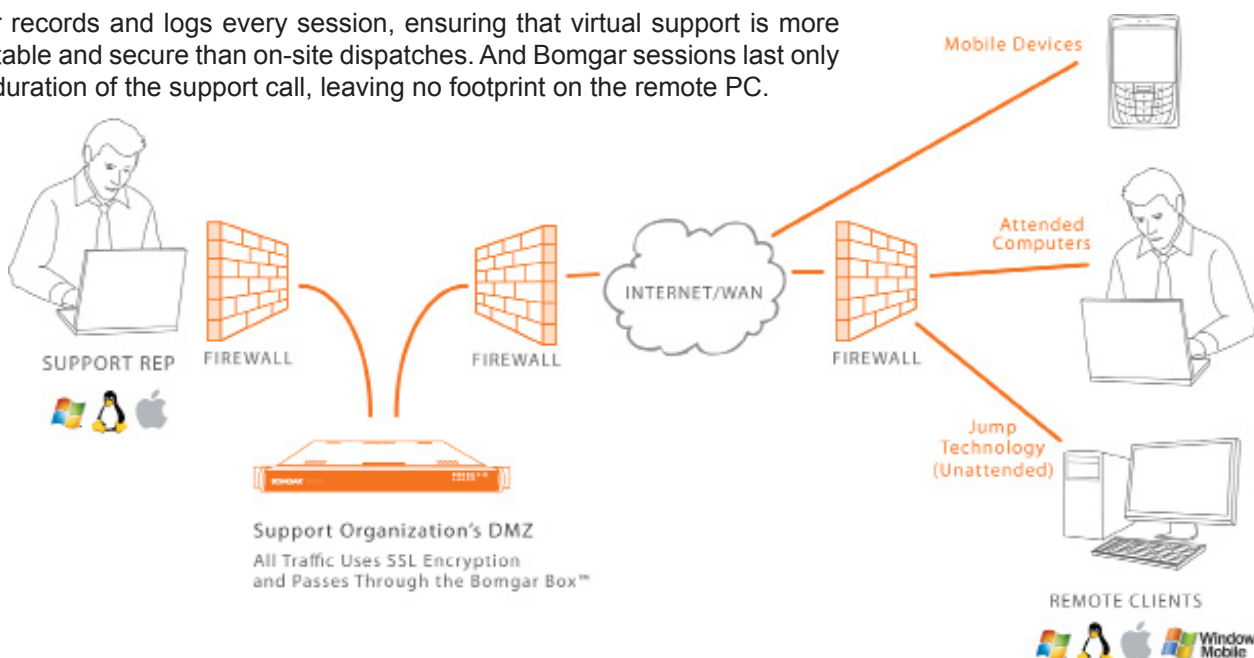 r records and logs every session, ensuring that virtual support is more
table and secure than on-site dispatches. And Bomgar sessions last only
duration of the support call, leaving no footprint on the remote PC.
Mobile Devices
Attended
Computers
INTERNET/WAN
SUPPORT REP
FIREWALL
FIREWALL
FIREWALL
Jump
Technology
(Unattended)
BOMGAR
Support Organization's DMZ
All Traffic Uses SSL Encryption
and Passes Through the Bomgar Box™
REMOTE CLIENTS
Window
Mobile